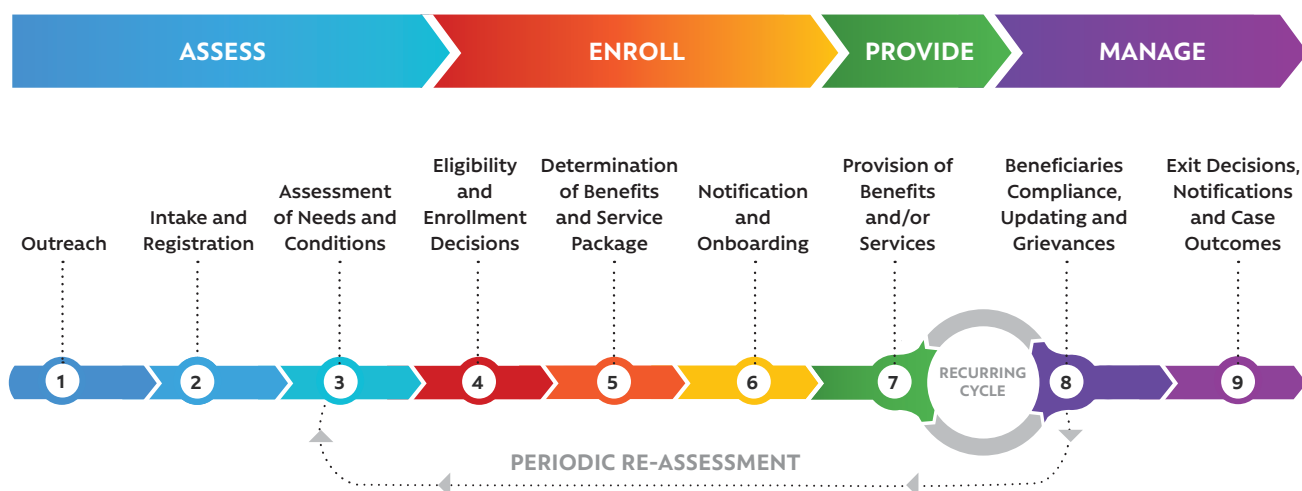 ASSESS
ENROLL
PROVIDE
MANAGE
Outreach
Intake and
Registration
Assessment
of Needs and
Conditions
Eligibility
and
Enrollment
Decisions
Determination
of Benefits
and Service
Package
Notification
and
Onboarding
Provision of
Benefits
and/or
Services
Beneficiaries
Compliance,
Updating and
Grievances
Exit Decisions,
Notifications
and Case
Outcomes
1
2
3
4
5
6
7
RECURRING
CYCLE
8
9
PERIODIC RE-ASSESSMENT